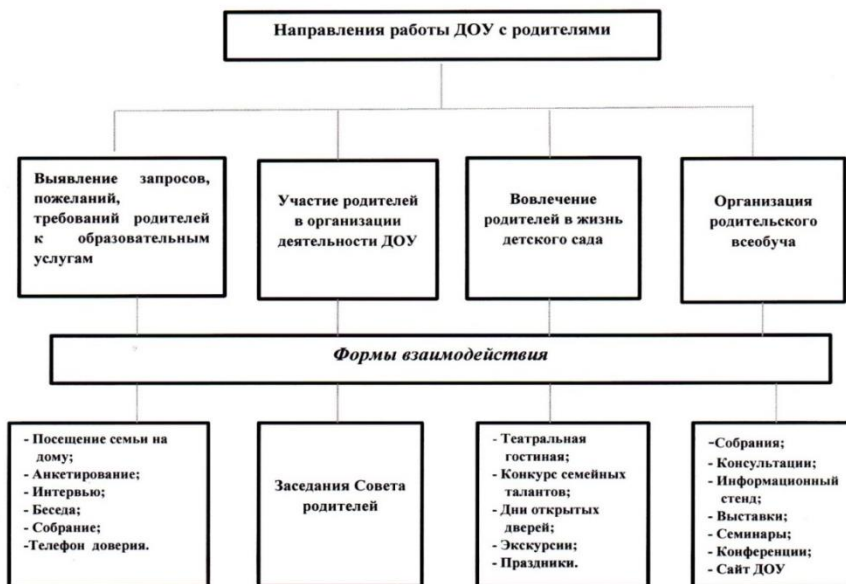 Направления работы ДОУ с родителями
Выявление запросов,
пожеланий,
требований родителей
к образовательным
услугам
Участие родителей
в организации
деятельности ДОУ
Вовлечение
родителей в жизнь
детского сада
Организация
родительского
всеобуча
Формы взаимодействия
- Посещение семьи на
дому;
- Анкетирование;
- Интервью;
- Беседа;
- Собрание;
-Телефон доверия.
Заседания Совета
родителей
- Театральная
гостиная;
- Конкурс семейных
талантов;
- Дни открытых
дверей;
- Экскурсии;
- Праздники.
-Собрания;
- Консультации;
- Информационный
стенд;
- Выставки;
- Семинары;
- Конференции;
- Сайт ДОУ